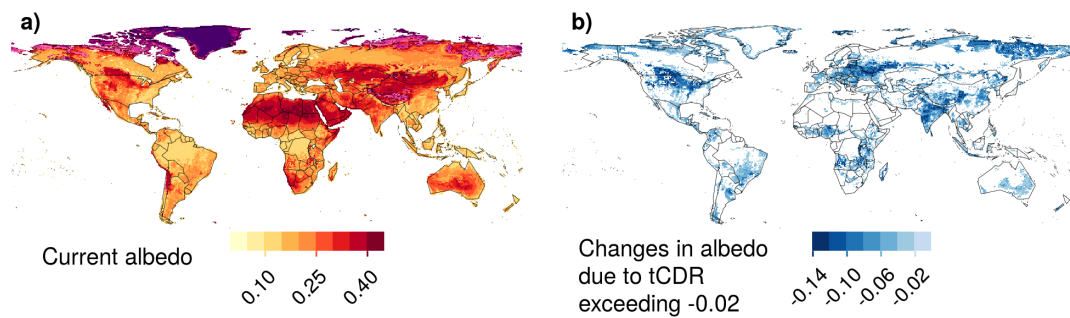 a)
b)
Current albedo
0.10
0.25
0.40
Changes in albedo
due to tCDR
exceeding -0.02
-0.14
-0.10
-0.06
-0.02